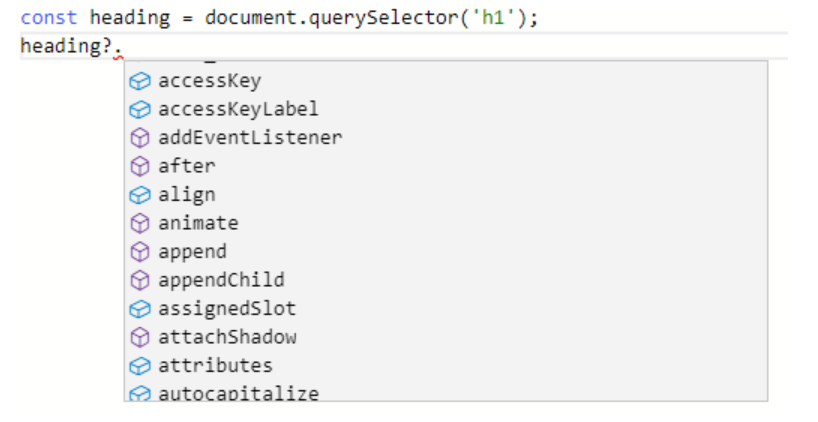 const heading = document.querySelector('h1');
heading?.
accessKey
accessKeyLabel
addEventListener
after
align
animate
append
appendChild
assignedSlot
attachShadow
attributes
autocapitalize